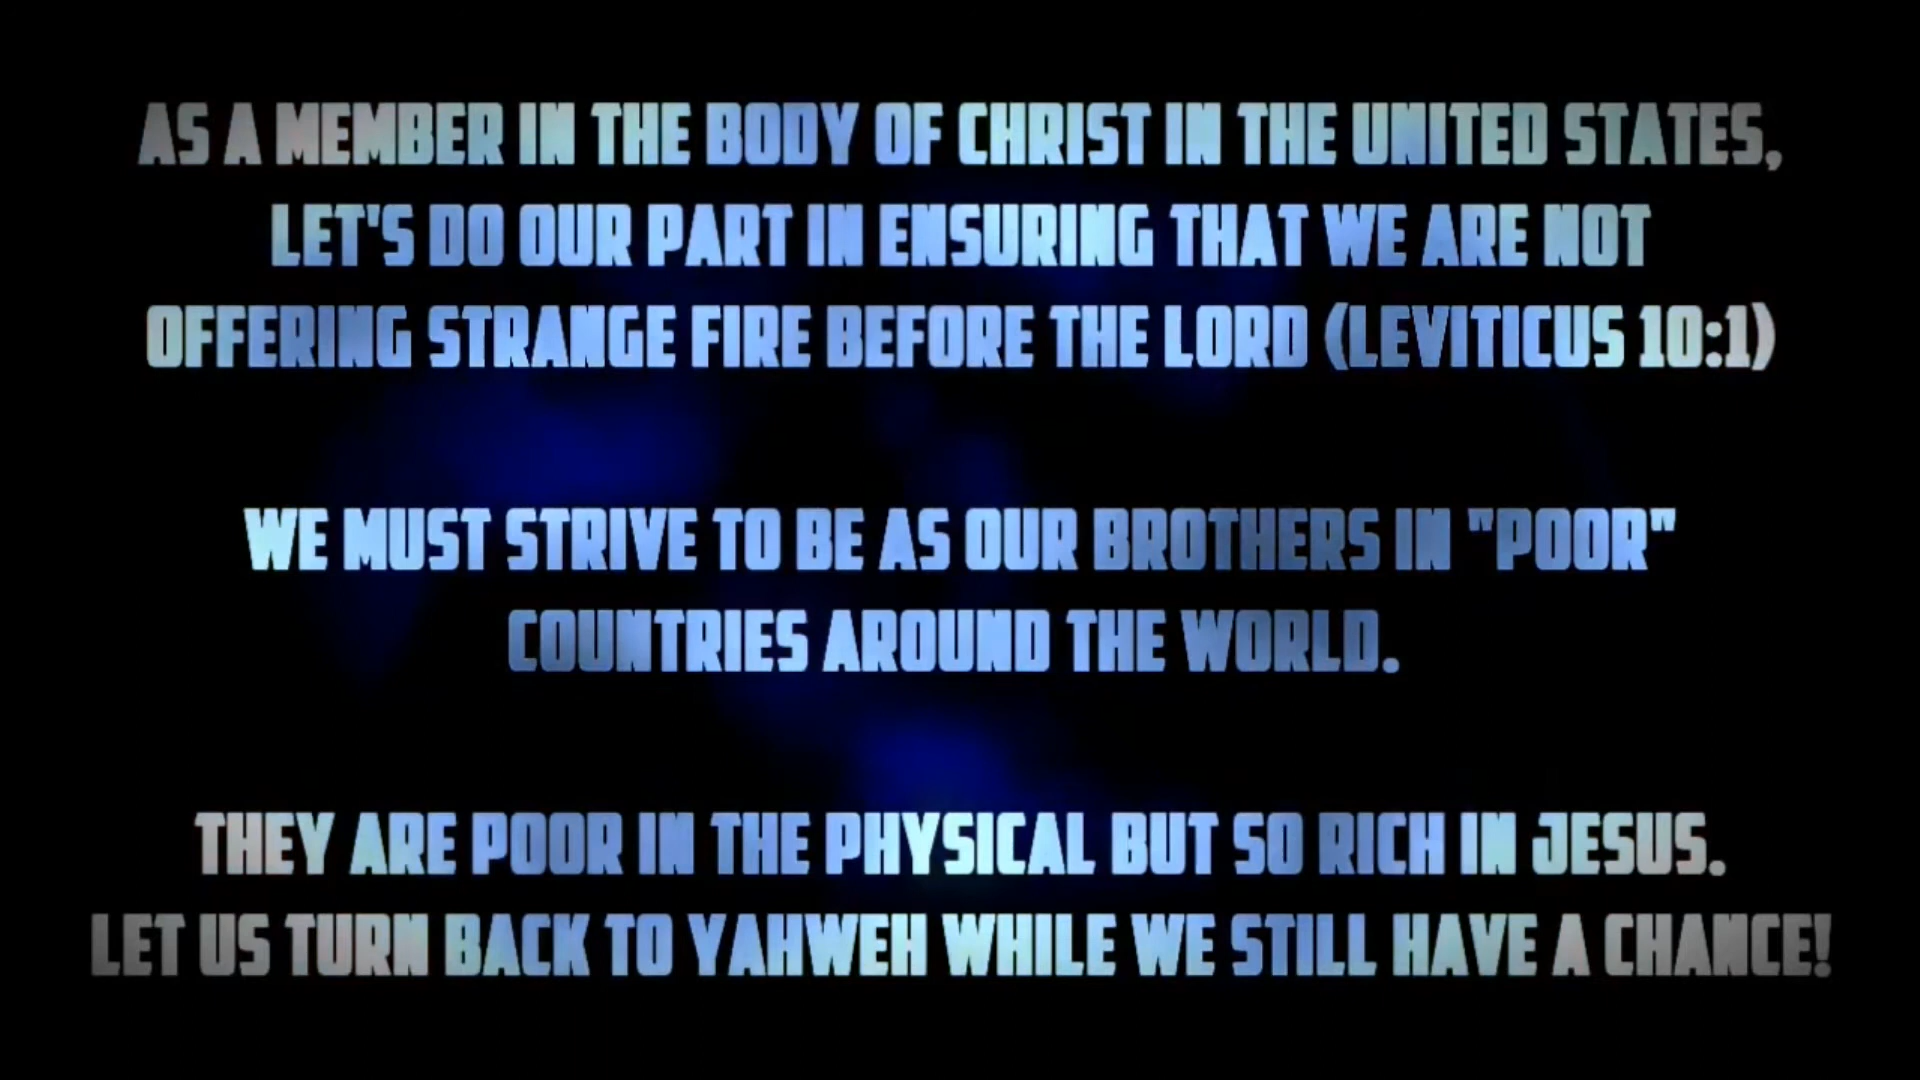 AS A MEMBER IN THE BODY OF CHRIST IN THE UNITED STATES,
LET'S DO OUR PART IN ENSURING THAT WE ARE NOT
OFFERING STRANGE FIRE BEFORE THE LORD (LEVITICUS 10:1)
WE MUST STRIVE TO BE AS OUR BROTHERS IN "POOR"
COUNTRIES AROUND THE WORLD.
THEY ARE POOR IN THE PHYSICAL BUT SO RICH IN JESUS.
LET US TURN BACK TO YAHWEH WHILE WE STILL HAVE A CHANCE!